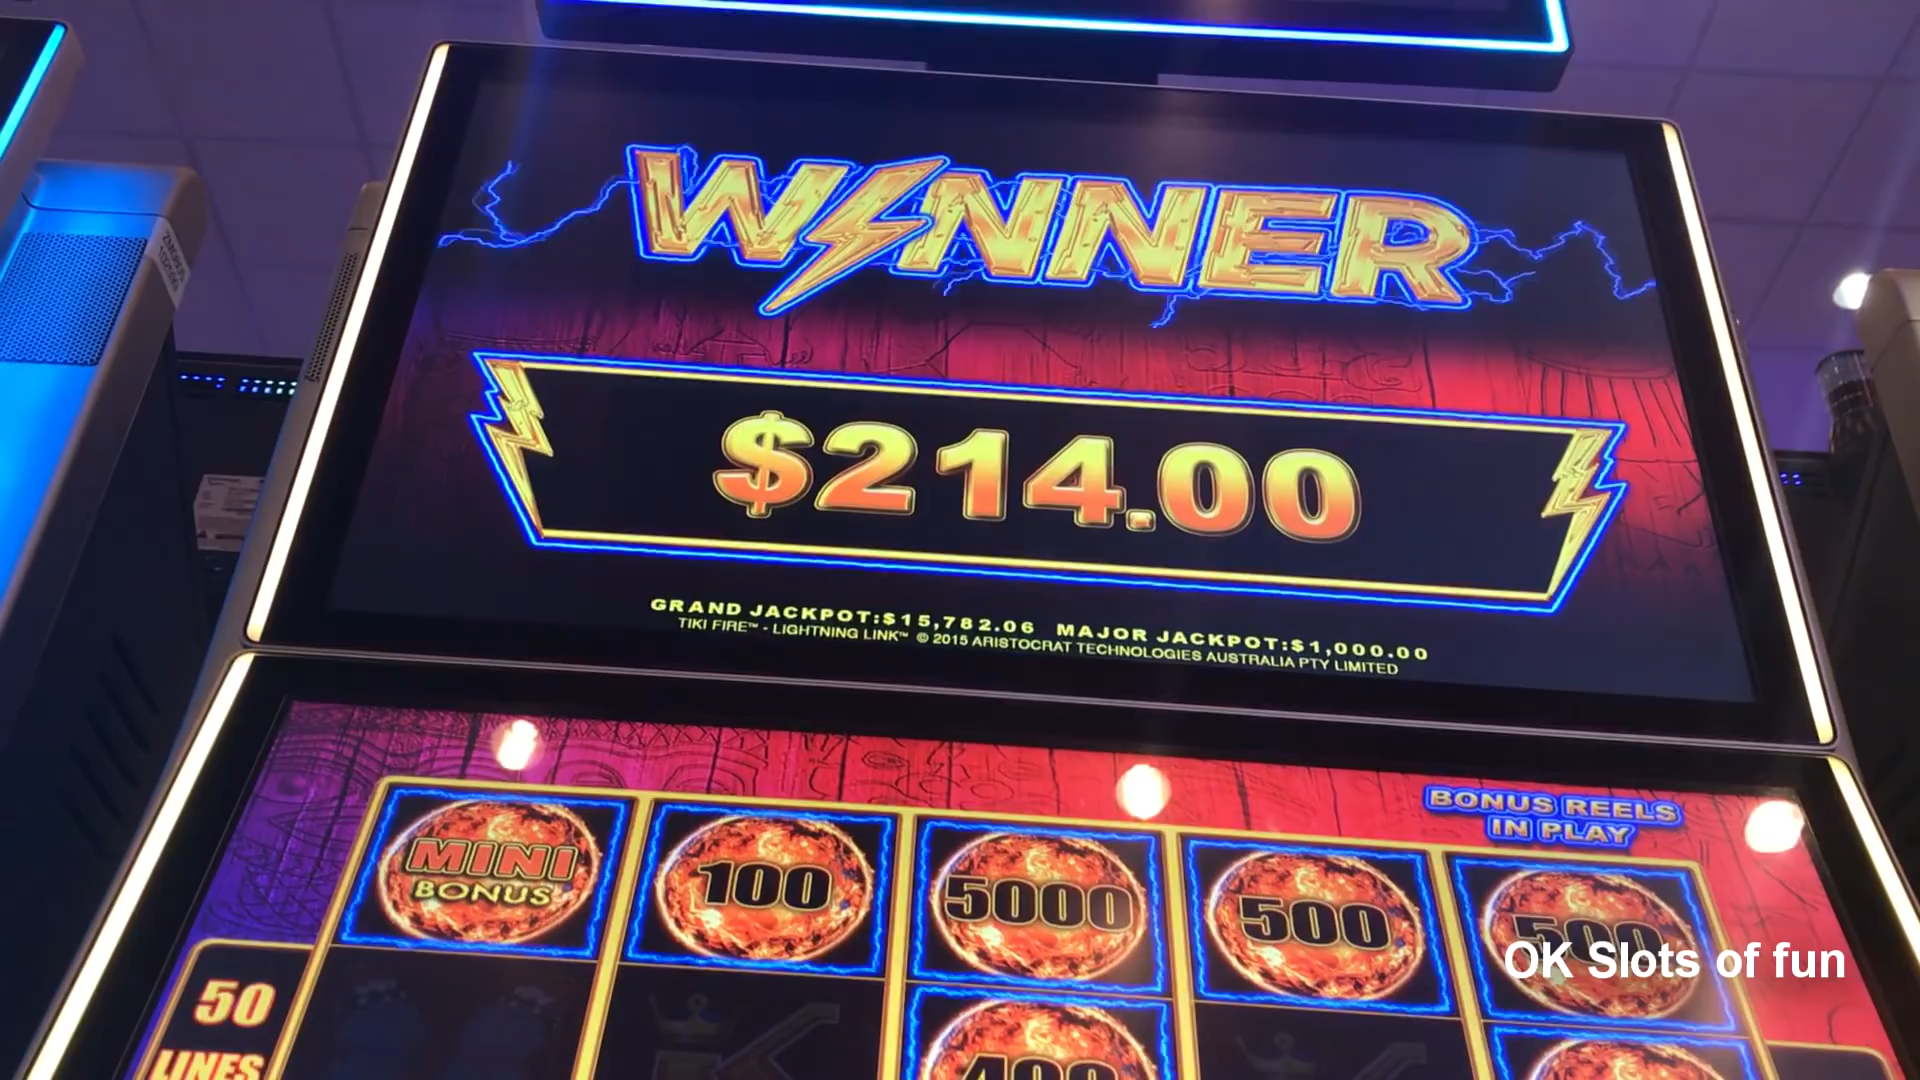 WINNER
$214.00
GRAND JACKPOT:$15,782.06 MAJOR JACKPOT:$1,000.00
TIKI FIRE™ - LIGHTNING LINK™ © 2015 ARISTOCRAT TECHNOLOGIES AUSTRALIA PTY LIMITED
BONUS REELS
IN PLAY
MINI
BONUS
100
5000
500
500
OK Slots of fun
50
LINES
400
K